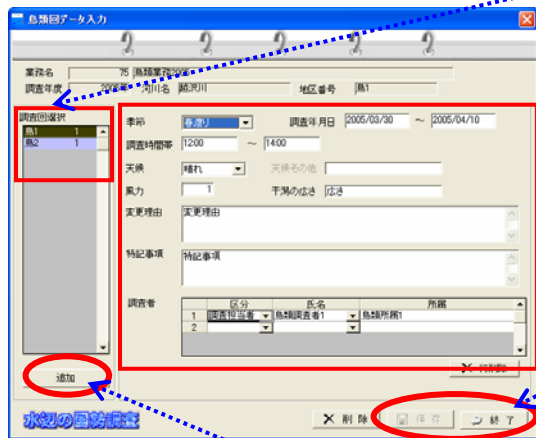 鳥類回データ入力
業務名 75 鳥類業務2005
調査年度 2005年 河川名 越沢川 地区番号 鳥1
調査回選択
鳥1 1
鳥2 1
季節 春渡り 調査年月日 2005/03/30 ～ 2005/04/10
調査時間帯 12:00 ～ 14:00
天候 晴れ 天候その他
風力 1 干潟の広さ 広さ
変更理由 変更理由
特記事項 特記事項
調査者 区分 氏名 所属
1 調査担当者 鳥類調査者1 鳥類所属1
2
行削除
追加
水辺の国勢調査 削除 保存 終了